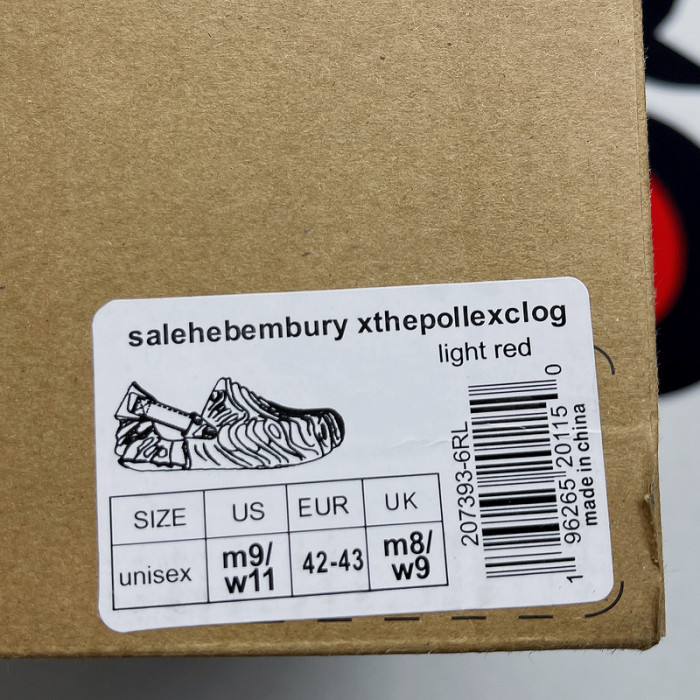 salehebembury xthepollexclog
light red
SIZE US EUR UK
unisex m9/w11 42-43 m8/w9
207393-6RL
1 96265 20115 0
made in china